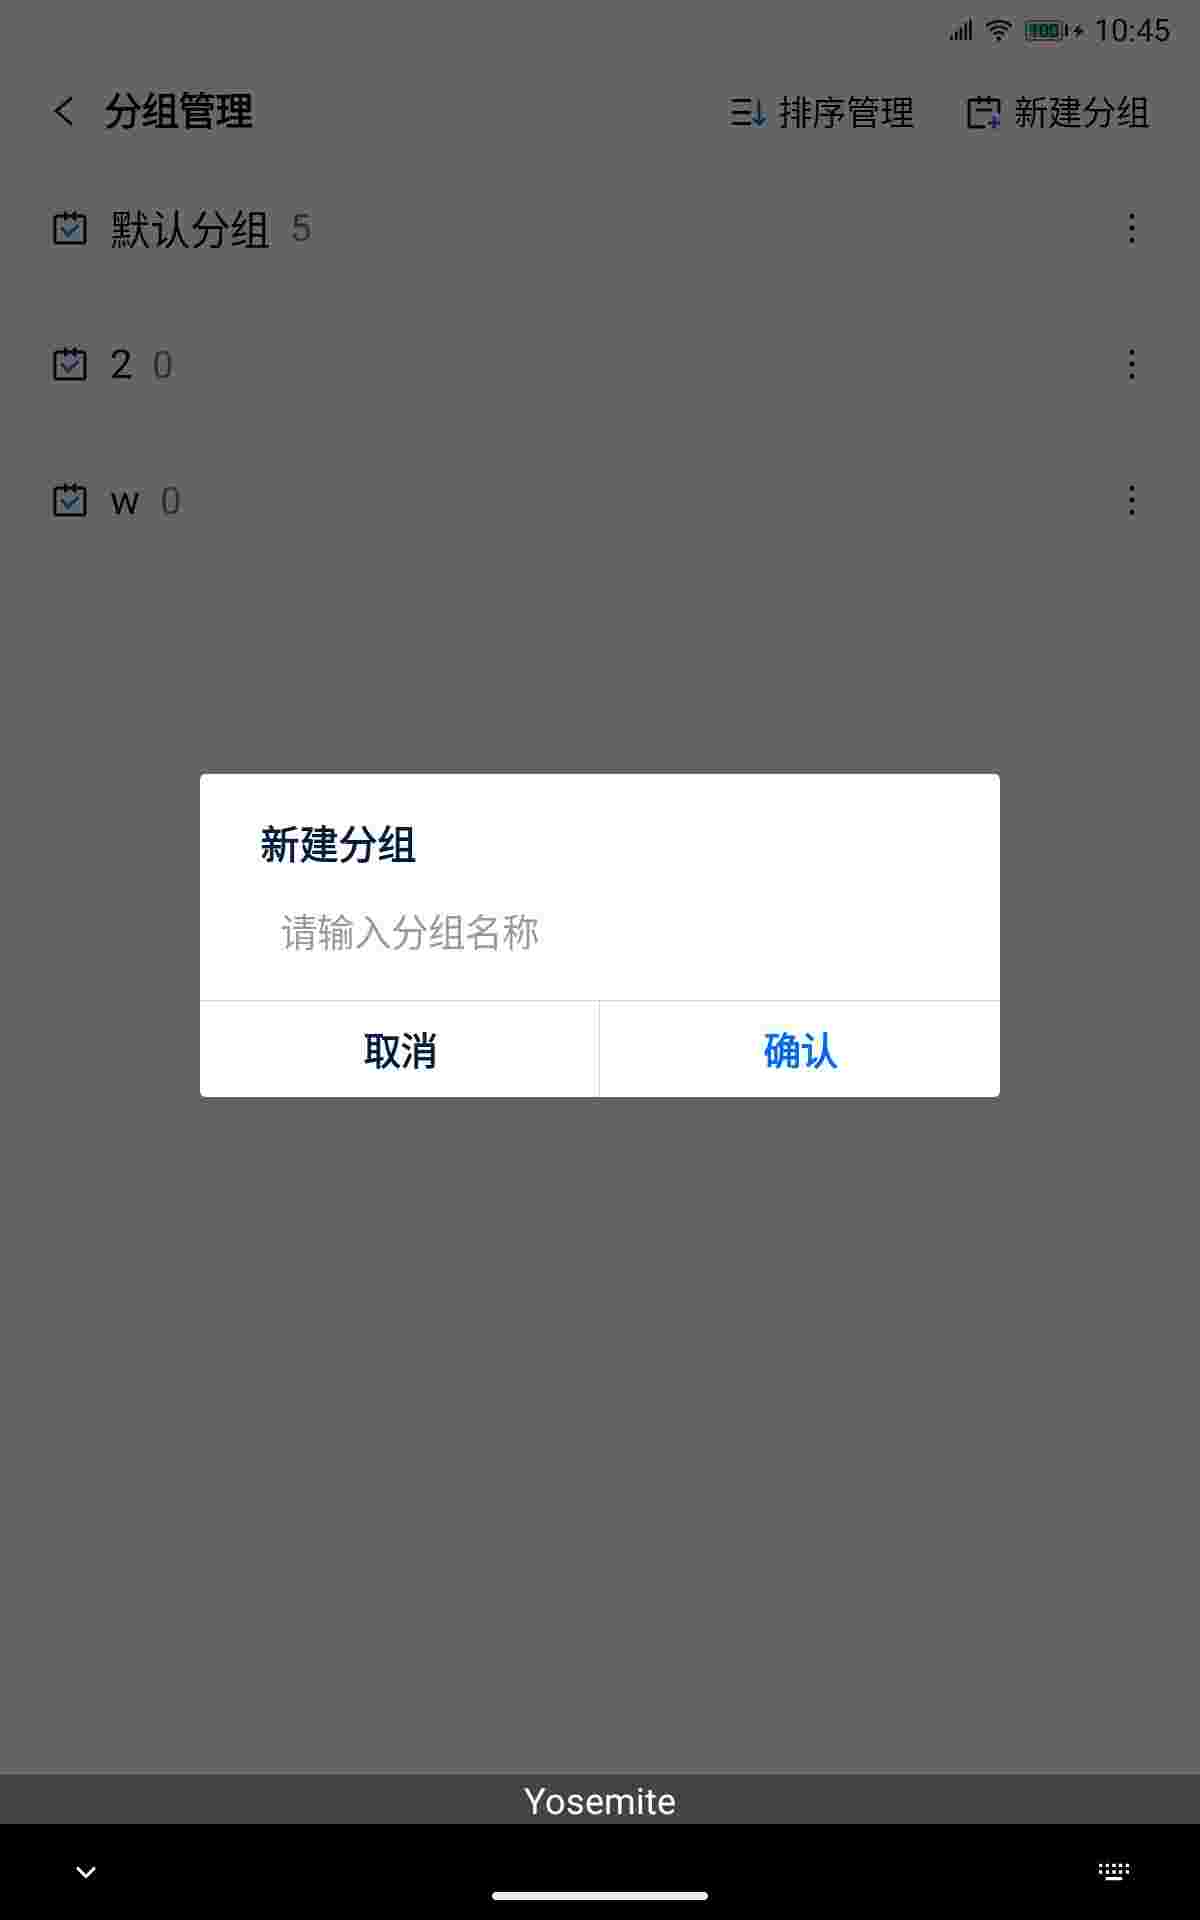 100 10:45
分组管理 排序管理 新建分组
默认分组 5
2 0
w 0
新建分组
请输入分组名称
取消 确认
Yosemite